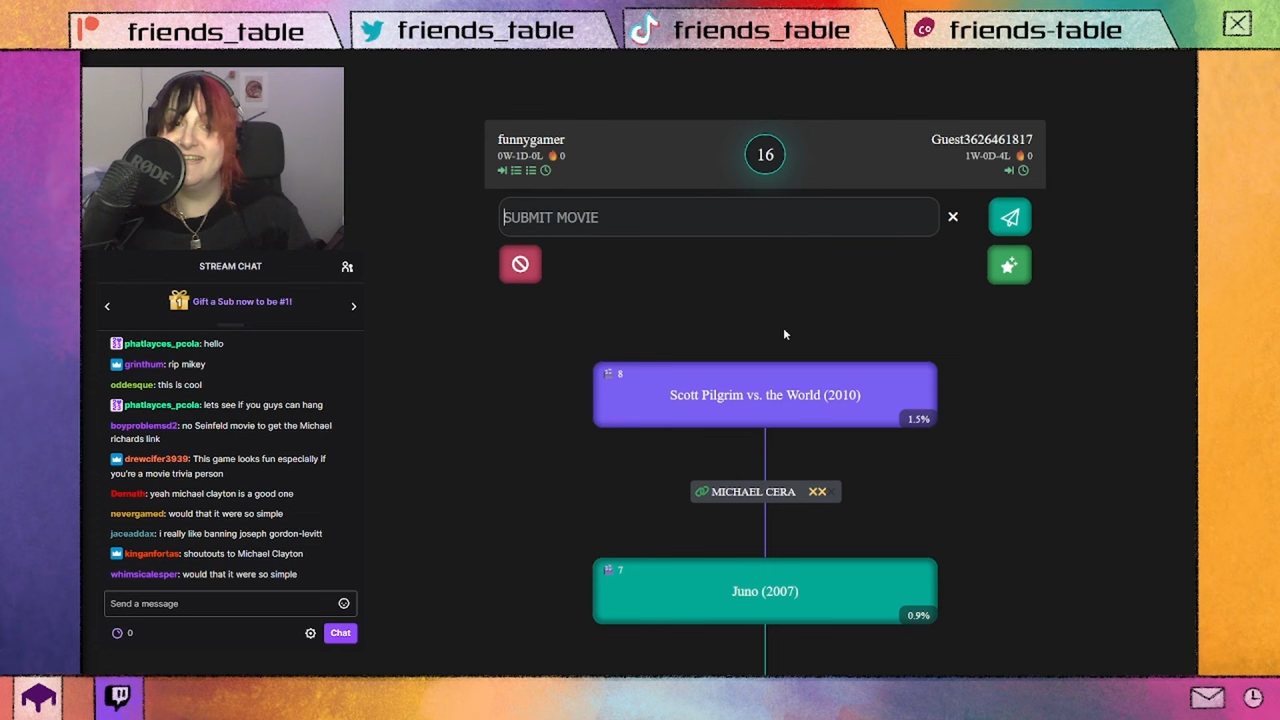 friends_table
friends_table
friends_table
co
friends-table
RØDE
STREAM CHAT
1
Gift a Sub now to be #1!
phatlayces_pcola: hello
grinthum: rip mikey
oddesque: this is cool
phatlayces_pcola: lets see If you guys can hang
boyproblemsd2: no Seinfeld movie to get the Michael
richards link
drewcifer3939: This game looks fun especially if
you're a movie trivia person
Dernath: yeah michael clayton is a good one
nevergamed: would that it were so simple
jaceaddax: i really like banning joseph gordon-levitt
kinganfortas: shoutouts to Michael Clayton
whimsicalesper: would that it were so simple
Send a message
0
Chat
funnygamer
0W-1D-0L 0
16
Guest3626461817
1W-0D-4L 0
SUBMIT MOVIE
8
Scott Pilgrim vs. the World (2010)
1.5%
MICHAEL CERA
7
Juno (2007)
0.9%